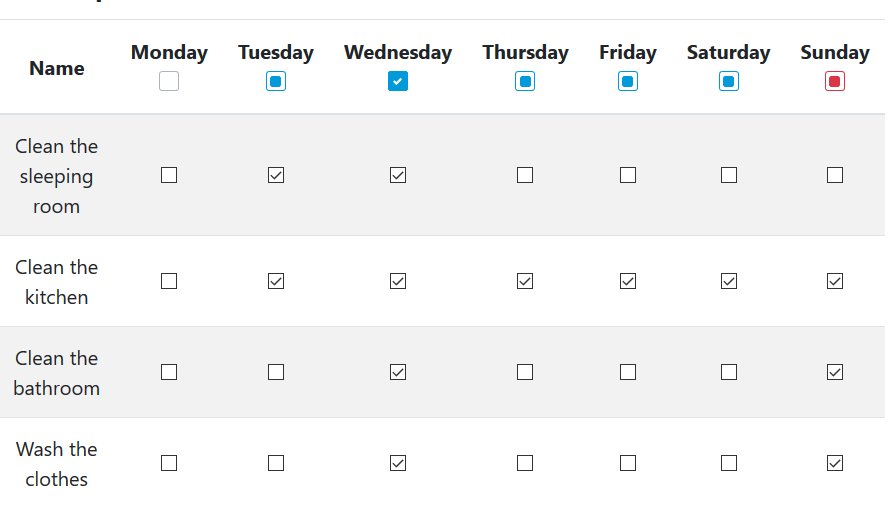 Name Monday Tuesday Wednesday Thursday Friday Saturday Sunday
Clean the
sleeping
room
Clean the
kitchen
Clean the
bathroom
Wash the
clothes